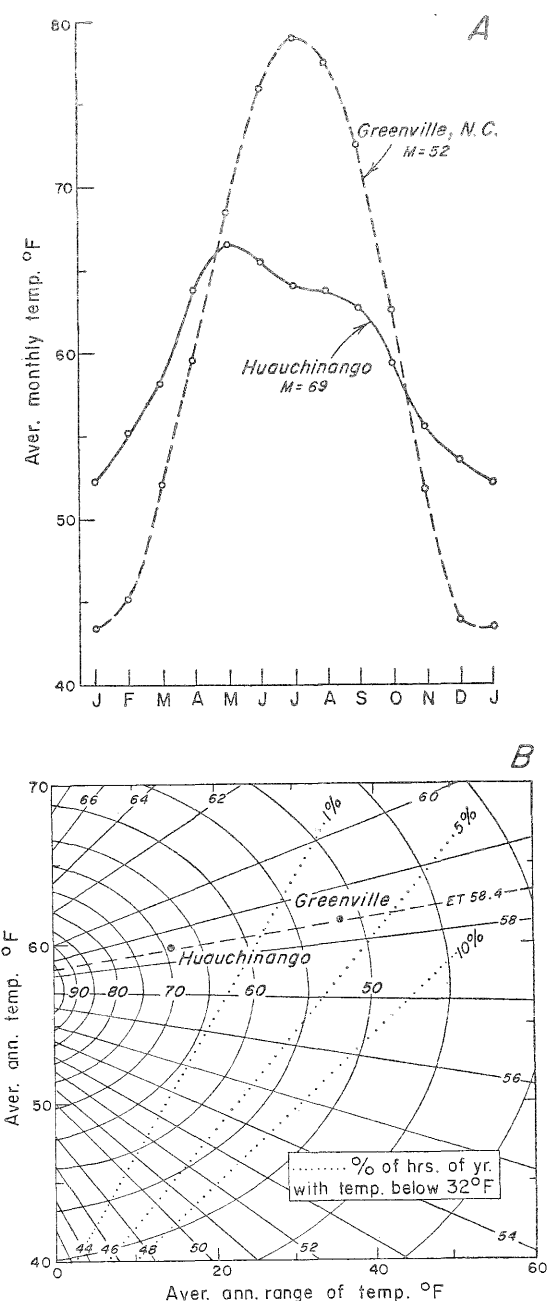 A
80
70
60
50
40
Aver. monthly temp. °F
Greenville, N.C.
M = 52
Huauchinango
M = 69
J F M A M J J A S O N D J
B
70
60
50
40
Aver. ann. temp. °F
66 64 62 .1% 60 5%
Greenville ET 58.4
58
Huauchinango 10%
90 80 70 60 50
56
........ % of hrs. of yr.
with temp. below 32°F
54
44 46 48 50 52
0 20 40 60
Aver. ann. range of temp. °F